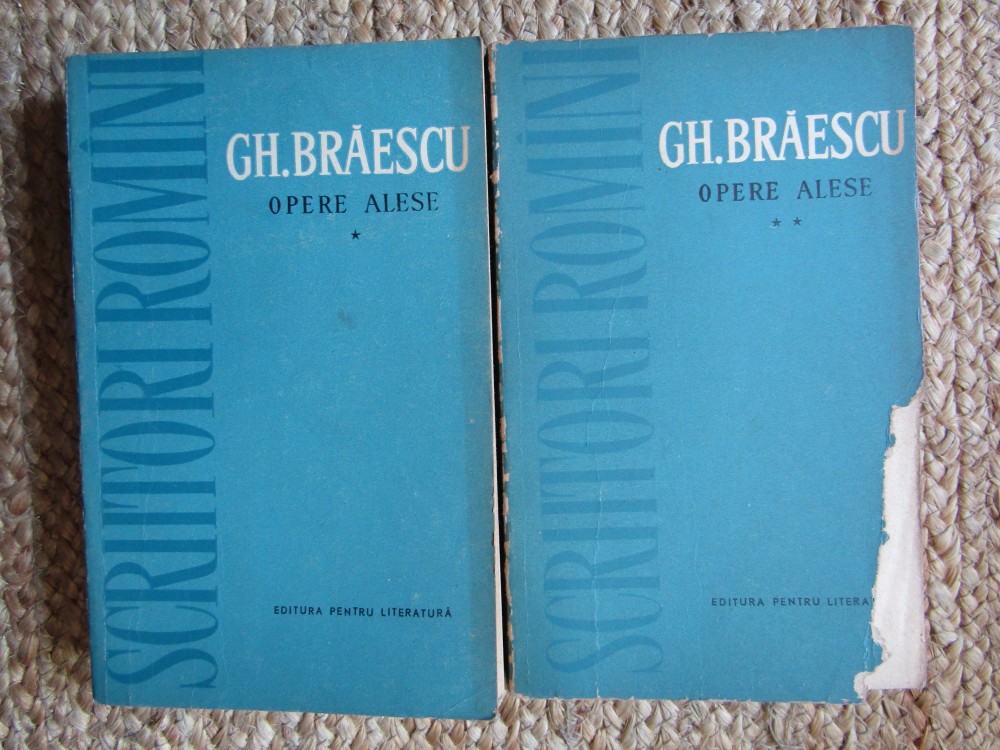 SCRIITORI ROMÎNI
GH. BRĂESCU
OPERE ALESE
*
EDITURA PENTRU LITERATURĂ
SCRIITORI ROMÎNI
GH. BRĂESCU
OPERE ALESE
* *
EDITURA PENTRU LITERA